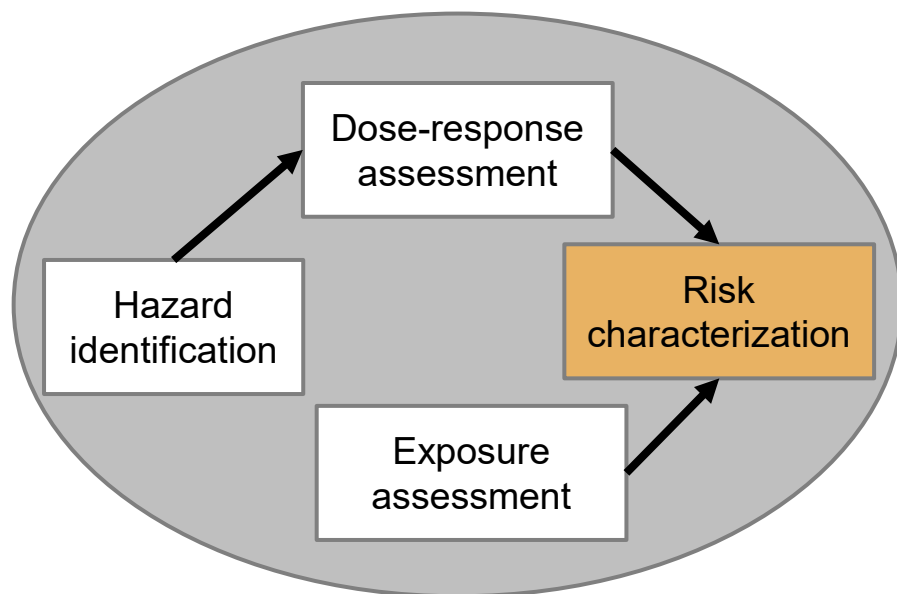 Dose-response
assessment
Hazard
identification
Risk
characterization
Exposure
assessment